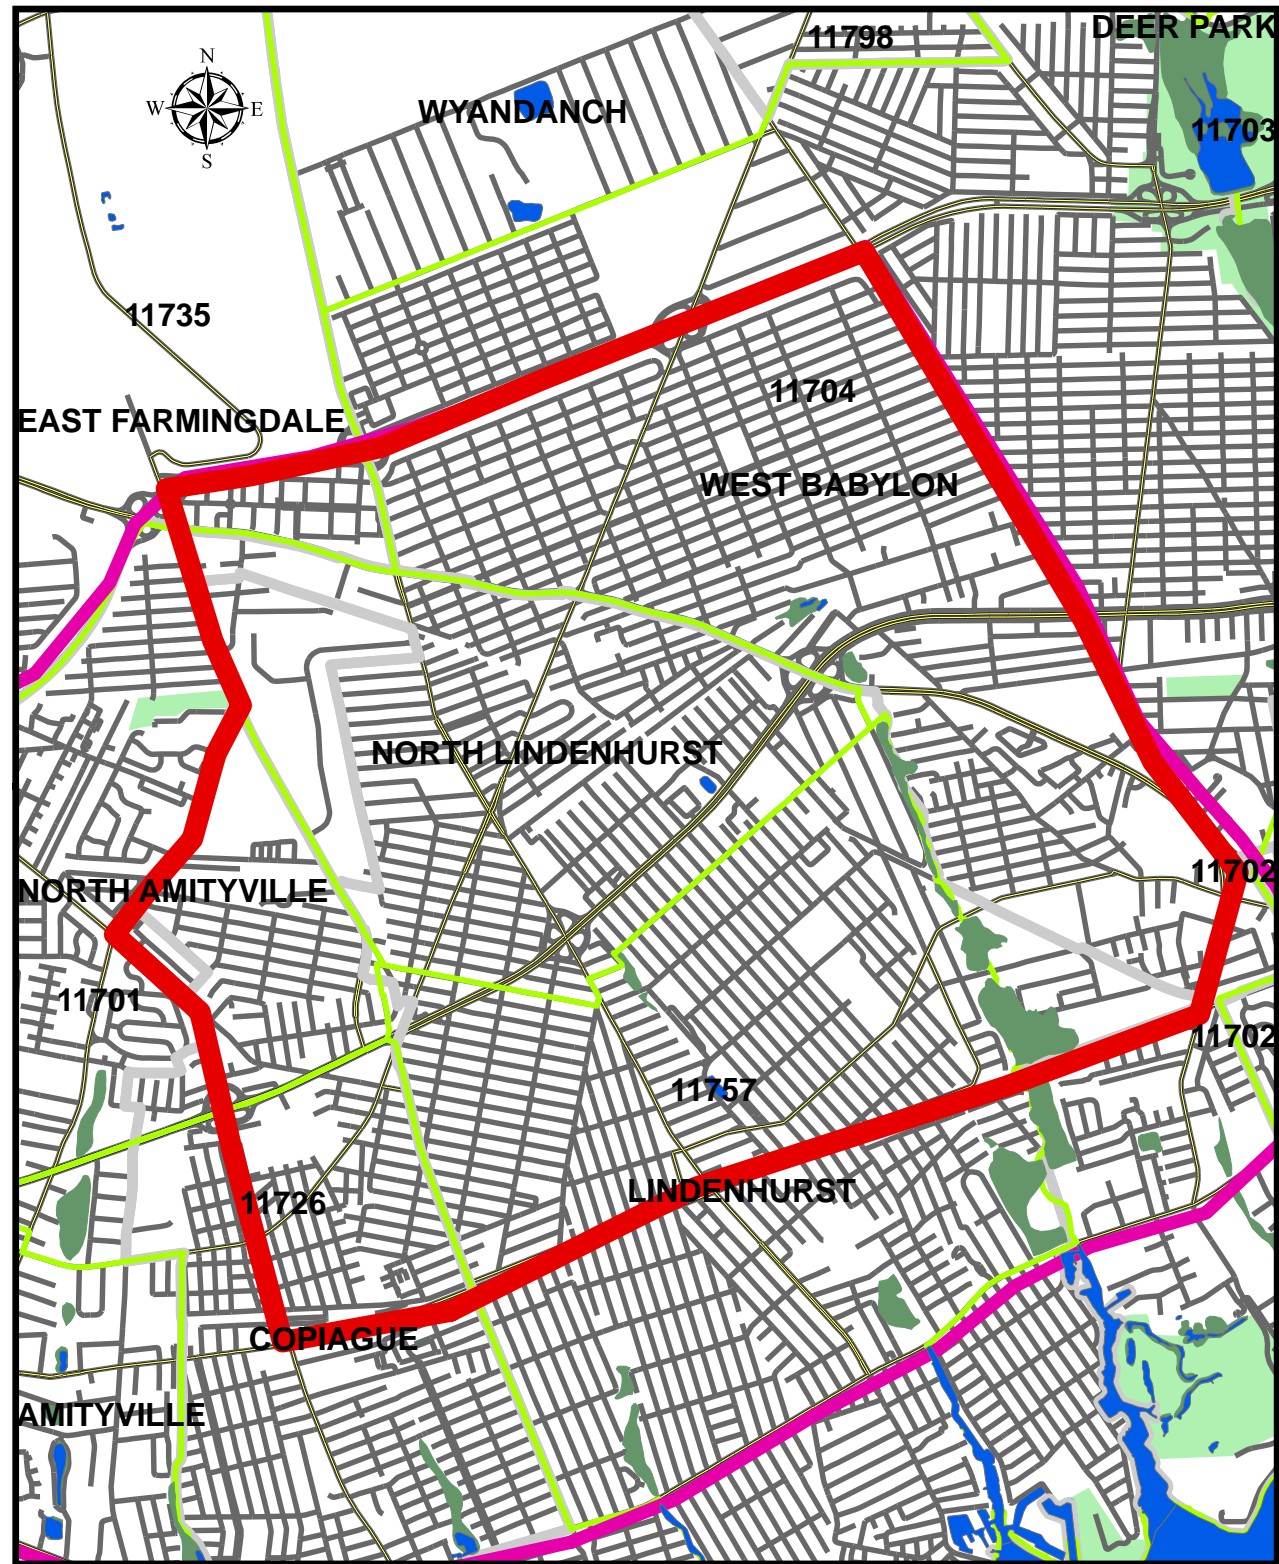 DEER PARK
11798
N
W E
S
WYANDANCH
11703
11735
11704
EAST FARMINGDALE
WEST BABYLON
NORTH LINDENHURST
11702
NORTH AMITYVILLE
11701
11702
11757
11726
LINDENHURST
COPIAGUE
AMITYVILLE